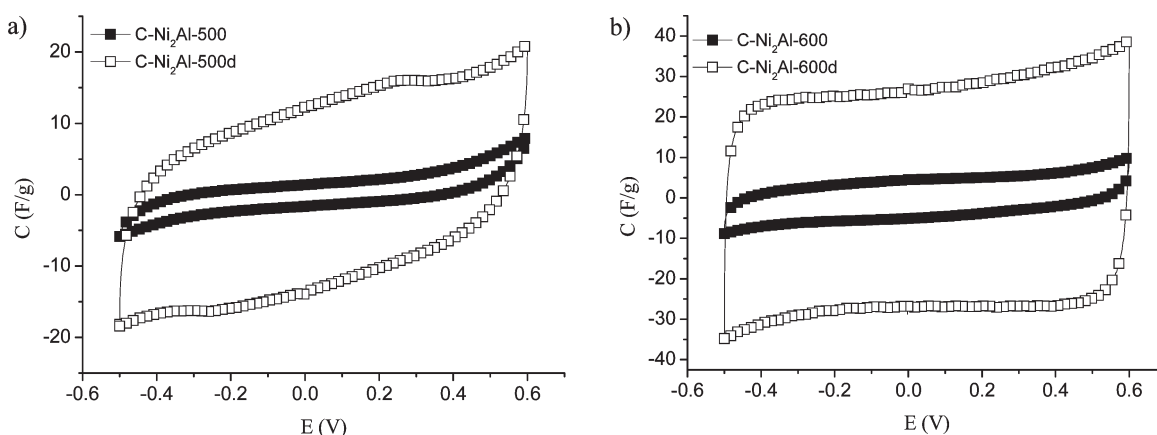 a)
C-Ni₂Al-500
C-Ni₂Al-500d
20
10
0
-10
-20
C (F/g)
-0.6 -0.4 -0.2 0.0 0.2 0.4 0.6
E (V)
b)
C-Ni₂Al-600
C-Ni₂Al-600d
40
30
20
10
0
-10
-20
-30
-40
C (F/g)
-0.6 -0.4 -0.2 0.0 0.2 0.4 0.6
E (V)